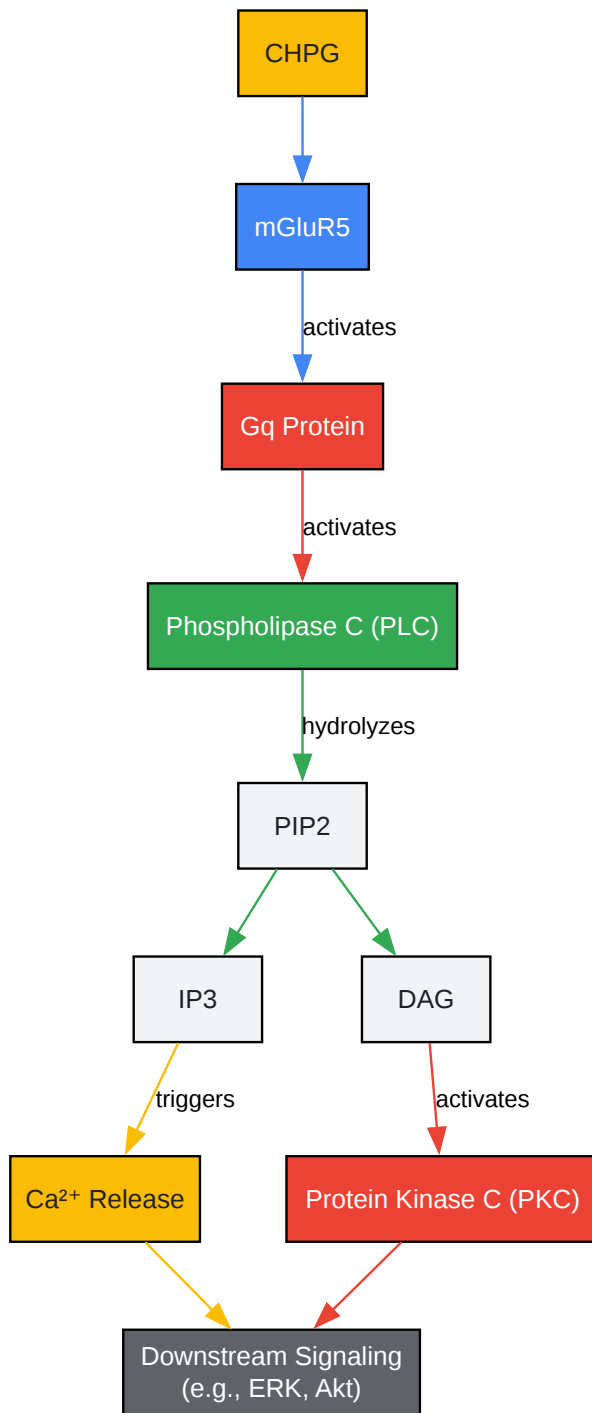 CHPG
mGluR5
activates
Gq Protein
activates
Phospholipase C (PLC)
hydrolyzes
PIP2
IP3
DAG
triggers
activates
Ca²⁺ Release
Protein Kinase C (PKC)
Downstream Signaling
(e.g., ERK, Akt)